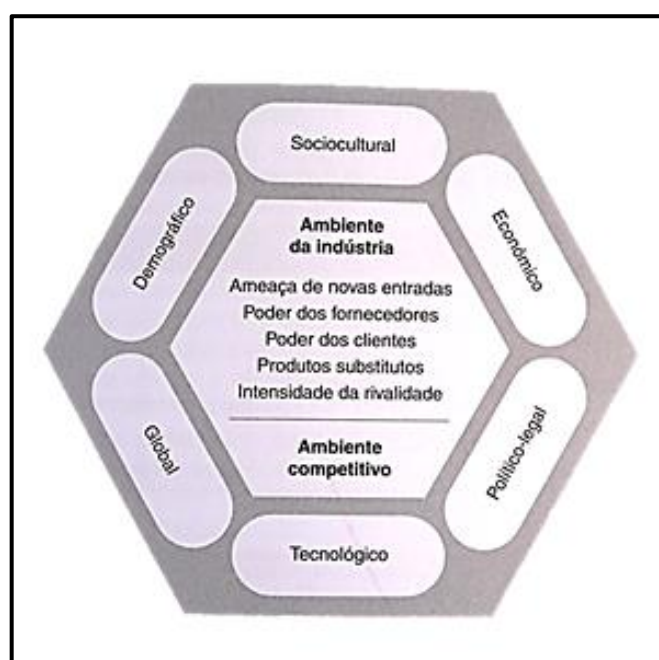 Sociocultural
Demográfico
Económico
Ambiente
da indústria
Ameaça de novas entradas
Poder dos fornecedores
Poder dos clientes
Produtos substitutos
Intensidade da rivalidade
Ambiente
competitivo
Global
Político-legal
Tecnológico